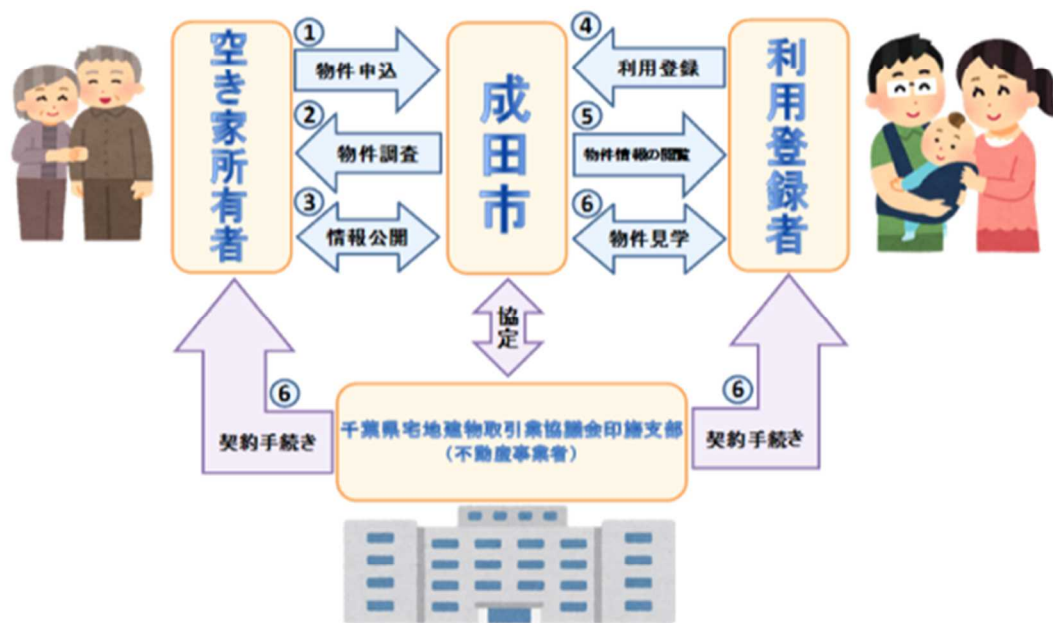 空き家所有者
①
物件申込
②
物件調査
③
情報公開
成田市
④
利用登録
⑤
物件情報の閲覧
⑥
物件見学
利用登録者
協定
⑥
契約手続き
千葉県宅地建物取引業協議会印旛支部
（不動産事業者）
⑥
契約手続き